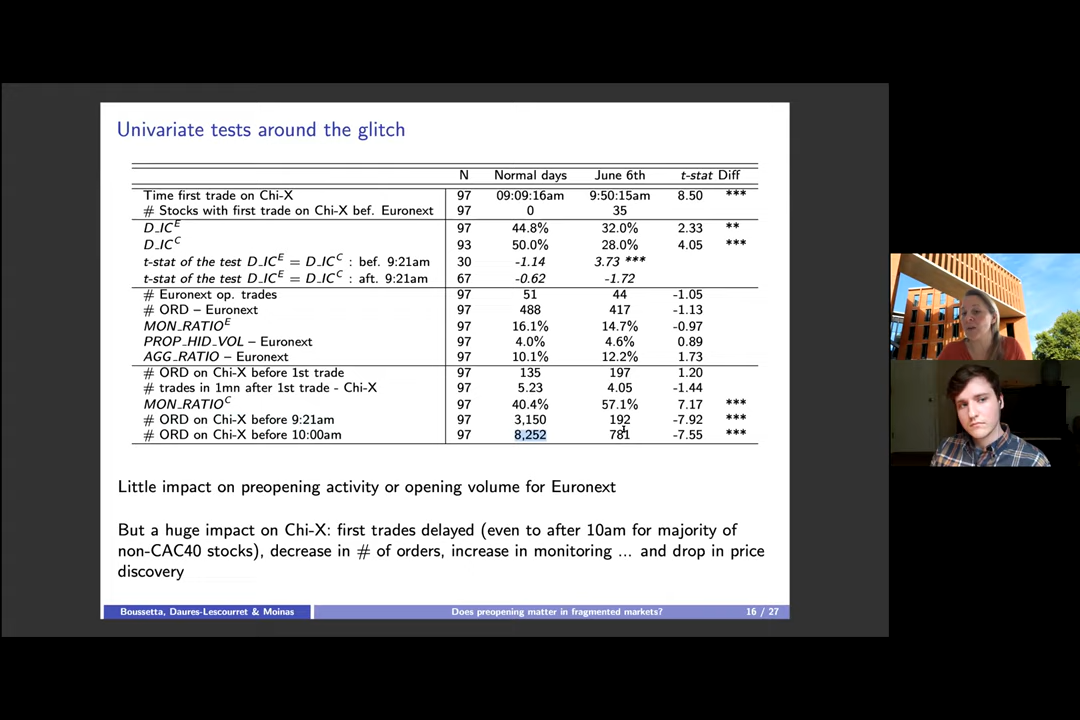 Univariate tests around the glitch
N Normal days June 6th t-stat Diff
Time first trade on Chi-X 97 09:09:16am 9:50:15am 8.50 ***
# Stocks with first trade on Chi-X bef. Euronext 97 0 35
D_IC^E 97 44.8% 32.0% 2.33 **
D_IC^C 93 50.0% 28.0% 4.05 ***
t-stat of the test D_IC^E = D_IC^C : bef. 9:21am 30 -1.14 3.73 ***
t-stat of the test D_IC^E = D_IC^C : aft. 9:21am 67 -0.62 -1.72
# Euronext op. trades 97 51 44 -1.05
# ORD – Euronext 97 488 417 -1.13
MON_RATIO^E 97 16.1% 14.7% -0.97
PROP_HID_VOL – Euronext 97 4.0% 4.6% 0.89
AGG_RATIO – Euronext 97 10.1% 12.2% 1.73
# ORD on Chi-X before 1st trade 97 135 197 1.20
# trades in 1mn after 1st trade - Chi-X 97 5.23 4.05 -1.44
MON_RATIO^C 97 40.4% 57.1% 7.17 ***
# ORD on Chi-X before 9:21am 97 3,150 192 -7.92 ***
# ORD on Chi-X before 10:00am 97 8,252 781 -7.55 ***
Little impact on preopening activity or opening volume for Euronext
But a huge impact on Chi-X: first trades delayed (even to after 10am for majority of
non-CAC40 stocks), decrease in # of orders, increase in monitoring ... and drop in price
discovery
Boussetta, Daures-Lescourret & Moinas Does preopening matter in fragmented markets? 16 / 27